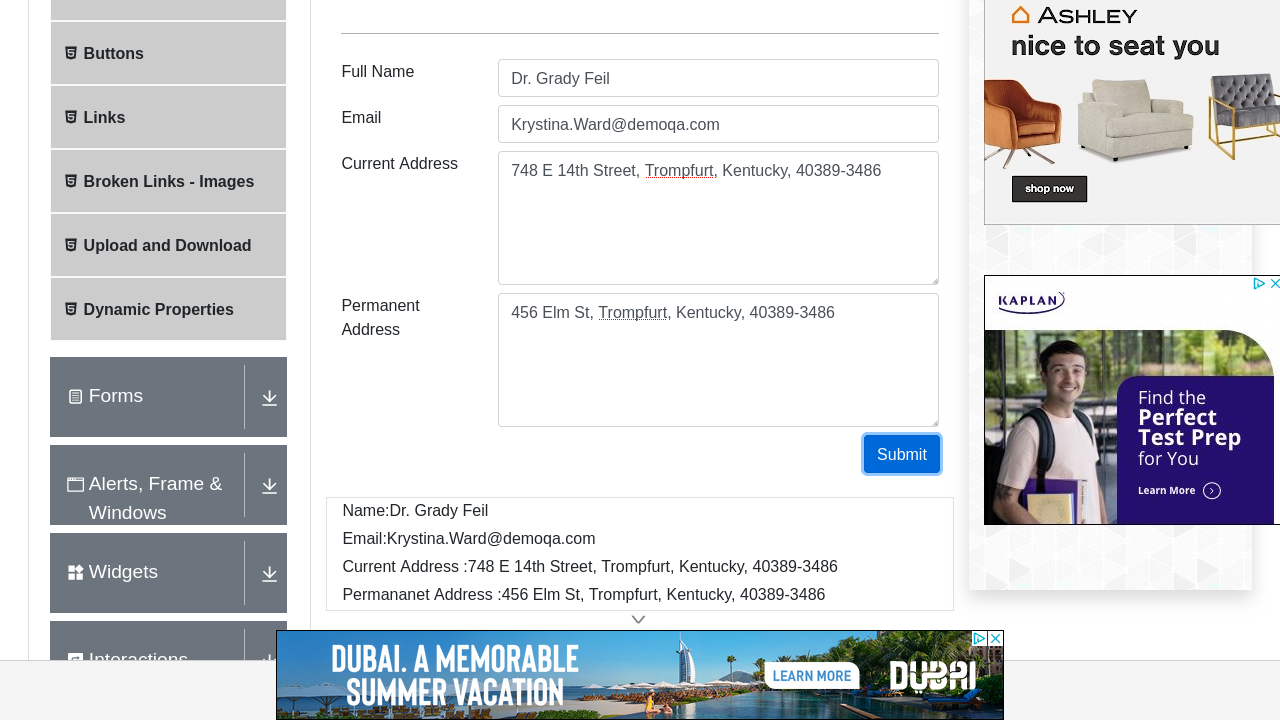 Buttons
Links
Broken Links - Images
Upload and Download
Dynamic Properties
Forms
Alerts, Frame &
Windows
Widgets
Interactions
Full Name
Dr. Grady Feil
Email
Krystina.Ward@demoqa.com
Current Address
748 E 14th Street, Trompfurt, Kentucky, 40389-3486
Permanent
Address
456 Elm St, Trompfurt, Kentucky, 40389-3486
Submit
Name:Dr. Grady Feil
Email:Krystina.Ward@demoqa.com
Current Address :748 E 14th Street, Trompfurt, Kentucky, 40389-3486
Permananet Address :456 Elm St, Trompfurt, Kentucky, 40389-3486
ASHLEY
nice to seat you
shop now
KAPLAN
Find the
Perfect
Test Prep
for You
Learn More
DUBAI. A MEMORABLE
SUMMER VACATION
LEARN MORE
DUBAI